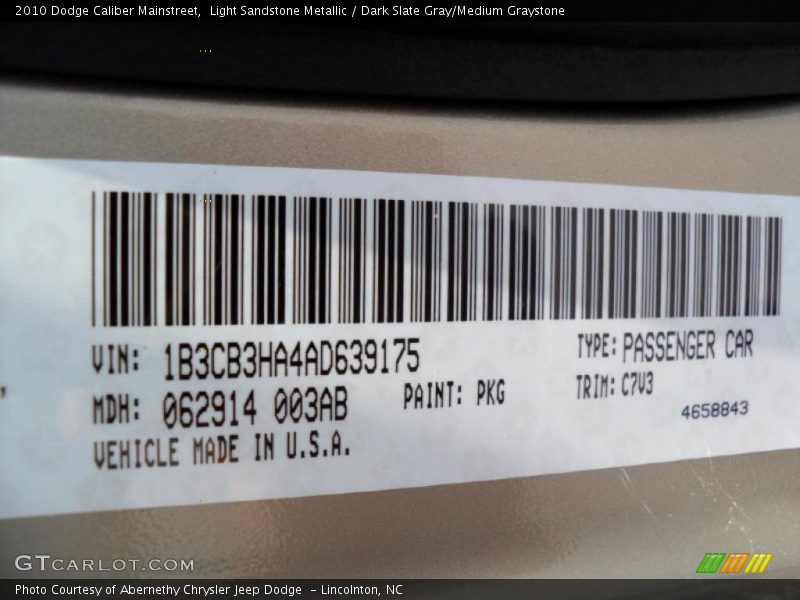 2010 Dodge Caliber Mainstreet,  Light Sandstone Metallic / Dark Slate Gray/Medium Graystone
VIN: 1B3CB3HA4AD639175 TYPE: PASSENGER CAR
MDH: 062914 003AB PAINT: PKG TRIM: C7V3
4658843
VEHICLE MADE IN U.S.A.
GTCARLOT.COM
Photo Courtesy of Abernethy Chrysler Jeep Dodge  – Lincolnton, NC